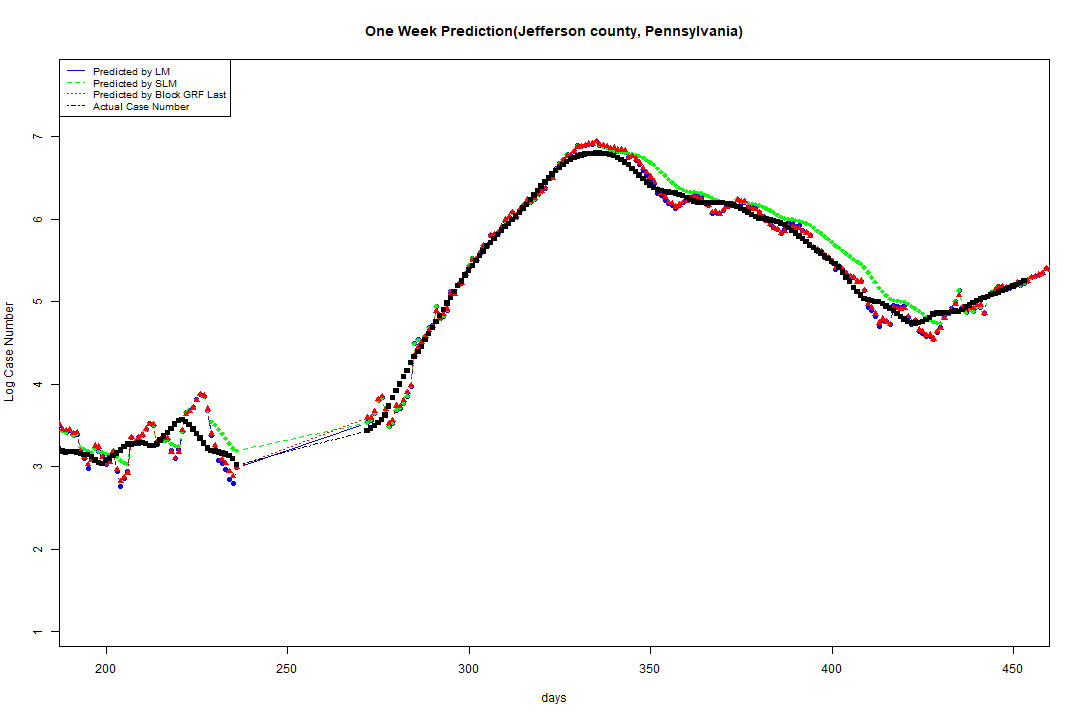 One Week Prediction(Jefferson county, Pennsylvania)
Predicted by LM
Predicted by SLM
Predicted by Block GRF Last
Actual Case Number
7
6
5
4
3
2
1
Log Case Number
200 250 300 350 400 450
days